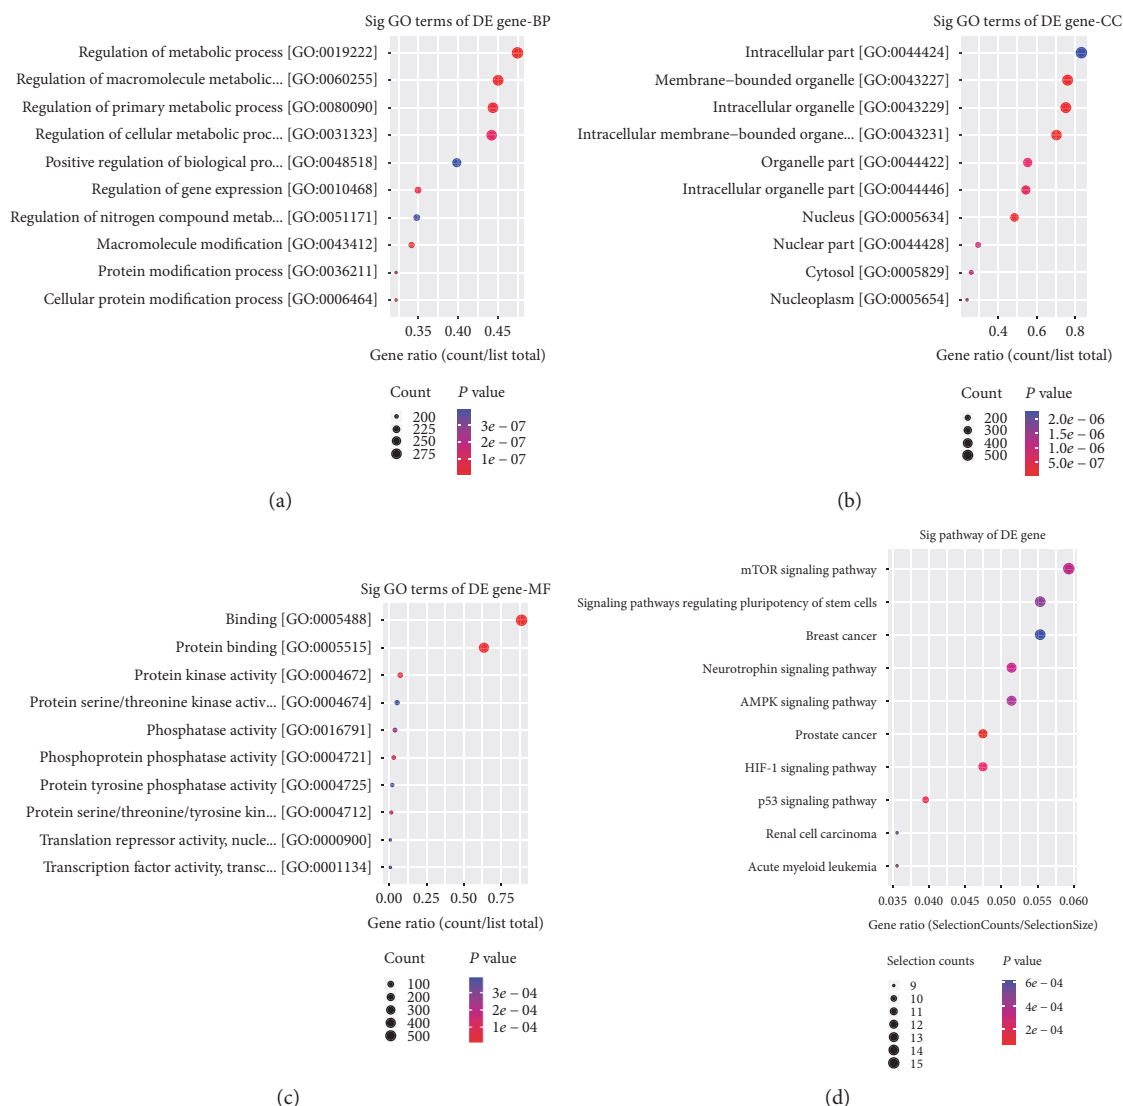 Sig GO terms of DE gene-BP
Regulation of metabolic process [GO:0019222]
Regulation of macromolecule metabolic... [GO:0060255]
Regulation of primary metabolic process [GO:0080090]
Regulation of cellular metabolic proc... [GO:0031323]
Positive regulation of biological pro... [GO:0048518]
Regulation of gene expression [GO:0010468]
Regulation of nitrogen compound metab... [GO:0051171]
Macromolecule modification [GO:0043412]
Protein modification process [GO:0036211]
Cellular protein modification process [GO:0006464]
0.35 0.40 0.45
Gene ratio (count/list total)
Count P value
200
225
250
275
3e − 07
2e − 07
1e − 07
(a)
Sig GO terms of DE gene-CC
Intracellular part [GO:0044424]
Membrane−bounded organelle [GO:0043227]
Intracellular organelle [GO:0043229]
Intracellular membrane−bounded organe... [GO:0043231]
Organelle part [GO:0044422]
Intracellular organelle part [GO:0044446]
Nucleus [GO:0005634]
Nuclear part [GO:0044428]
Cytosol [GO:0005829]
Nucleoplasm [GO:0005654]
0.4 0.6 0.8
Gene ratio (count/list total)
Count P value
200
300
400
500
2.0e − 06
1.5e − 06
1.0e − 06
5.0e − 07
(b)
Sig GO terms of DE gene-MF
Binding [GO:0005488]
Protein binding [GO:0005515]
Protein kinase activity [GO:0004672]
Protein serine/threonine kinase activ... [GO:0004674]
Phosphatase activity [GO:0016791]
Phosphoprotein phosphatase activity [GO:0004721]
Protein tyrosine phosphatase activity [GO:0004725]
Protein serine/threonine/tyrosine kin... [GO:0004712]
Translation repressor activity, nucle... [GO:0000900]
Transcription factor activity, transc... [GO:0001134]
0.00 0.25 0.50 0.75
Gene ratio (count/list total)
Count P value
100
200
300
400
500
3e − 04
2e − 04
1e − 04
(c)
Sig pathway of DE gene
mTOR signaling pathway
Signaling pathways regulating pluripotency of stem cells
Breast cancer
Neurotrophin signaling pathway
AMPK signaling pathway
Prostate cancer
HIF-1 signaling pathway
p53 signaling pathway
Renal cell carcinoma
Acute myeloid leukemia
0.035 0.040 0.045 0.050 0.055 0.060
Gene ratio (SelectionCounts/SelectionSize)
Selection counts P value
9
10
11
12
13
14
15
6e − 04
4e − 04
2e − 04
(d)